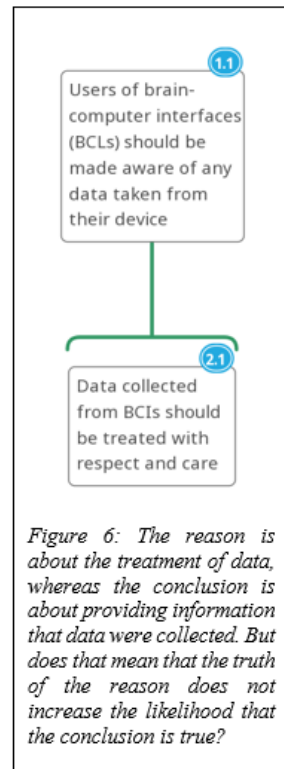 1.1
Users of brain-
computer interfaces
(BCLs) should be
made aware of any
data taken from
their device
2.1
Data collected
from BCIs should
be treated with
respect and care
Figure 6: The reason is
about the treatment of data,
whereas the conclusion is
about providing information
that data were collected. But
does that mean that the truth
of the reason does not
increase the likelihood that
the conclusion is true?